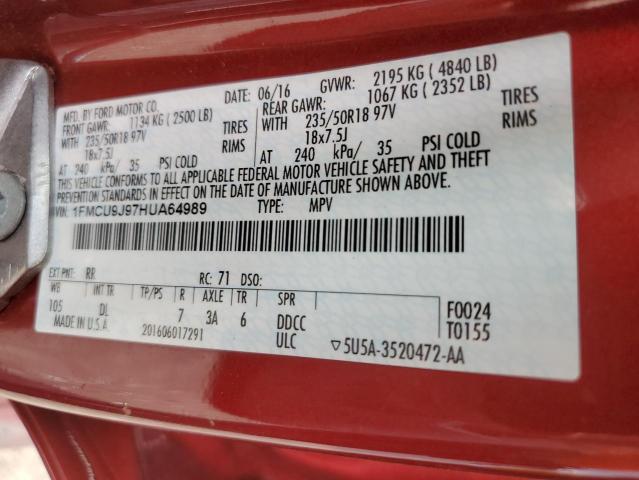 MFD. BY FORD MOTOR CO.
DATE: 06/16 GVWR: 2195 KG ( 4840 LB)
FRONT GAWR: 1134 KG ( 2500 LB) REAR GAWR: 1067 KG ( 2352 LB)
WITH 235/50R18 97V TIRES WITH 235/50R18 97V TIRES
18x7.5J RIMS 18x7.5J RIMS
AT 240 kPa/ 35 PSI COLD AT 240 kPa/ 35 PSI COLD
THIS VEHICLE CONFORMS TO ALL APPLICABLE FEDERAL MOTOR VEHICLE SAFETY AND THEFT
PREVENTION STANDARDS IN EFFECT ON THE DATE OF MANUFACTURE SHOWN ABOVE.
VIN: 1FMCU9J97HUA64989 TYPE: MPV
EXT PNT: RR RC: 71 DSO:
WB INT TR TP/PS R AXLE TR SPR
105 DL 7 3A 6 DDCC F0024
MADE IN U.S.A. 201606017291 ULC T0155
▽5U5A-3520472-AA